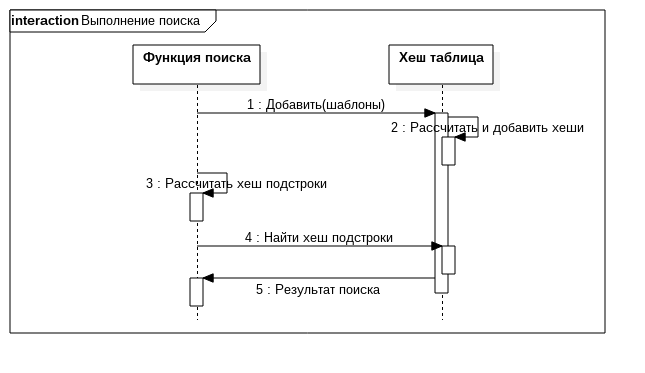 interaction Выполнение поиска
Функция поиска
Хеш таблица
1 : Добавить(шаблоны)
2 : Рассчитать и добавить хеши
3 : Рассчитать хеш подстроки
4 : Найти хеш подстроки
5 : Результат поиска